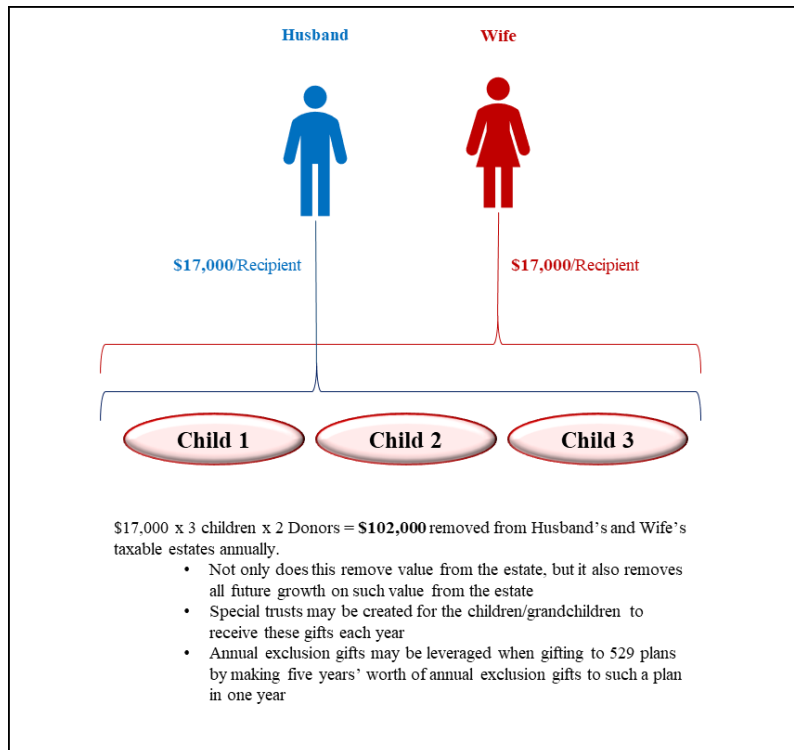 Husband Wife
$17,000/Recipient $17,000/Recipient
Child 1 Child 2 Child 3
$17,000 x 3 children x 2 Donors = $102,000 removed from Husband's and Wife's
taxable estates annually.
• Not only does this remove value from the estate, but it also removes
all future growth on such value from the estate
• Special trusts may be created for the children/grandchildren to
receive these gifts each year
• Annual exclusion gifts may be leveraged when gifting to 529 plans
by making five years' worth of annual exclusion gifts to such a plan
in one year